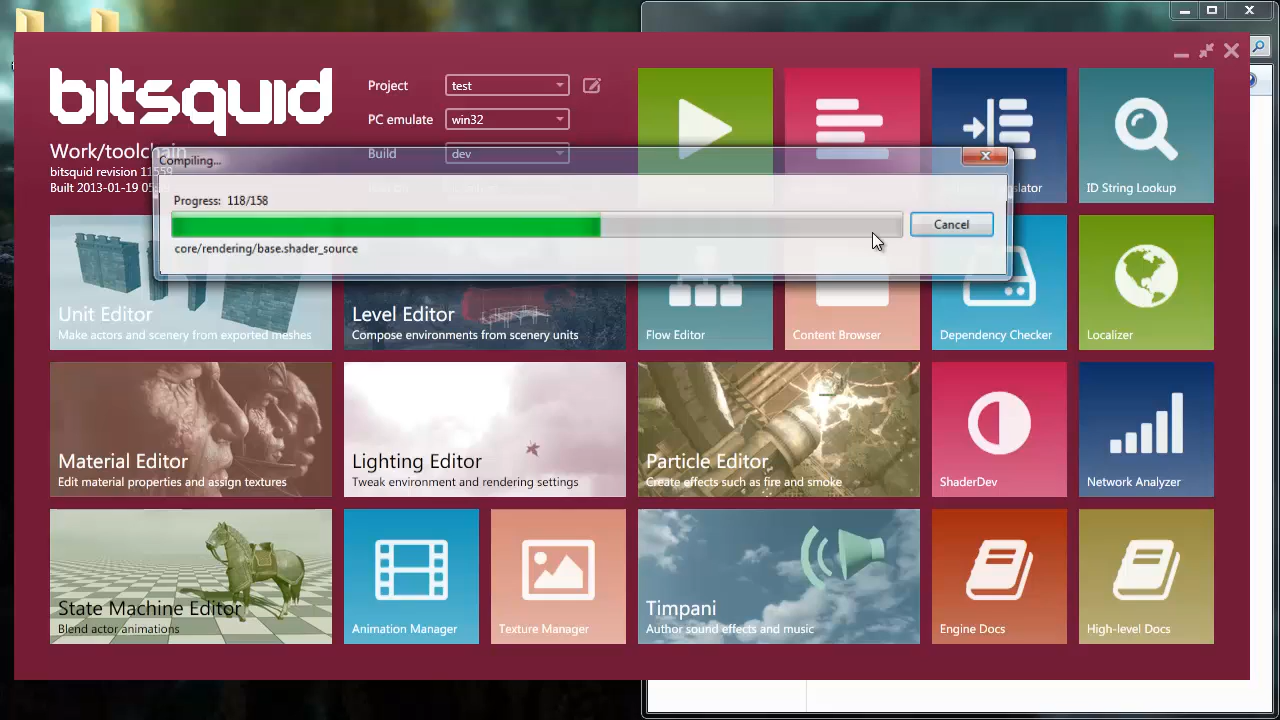 bitsquid
Work/toolchain
bitsquid revision
Built 2013-01-19
Project
test
PC emulate
win32
Build
dev
Compiling...
Progress: 118/158
Cancel
core/rendering/base.shader_source
ID String Lookup
Unit Editor
Make actors and scenery from exported meshes
Level Editor
Compose environments from scenery units
Flow Editor
Content Browser
Dependency Checker
Localizer
Material Editor
Edit material properties and assign textures
Lighting Editor
Tweak environment and rendering settings
Particle Editor
Create effects such as fire and smoke
ShaderDev
Network Analyzer
State Machine Editor
Blend actor animations
Animation Manager
Texture Manager
Timpani
Author sound effects and music
Engine Docs
High-level Docs